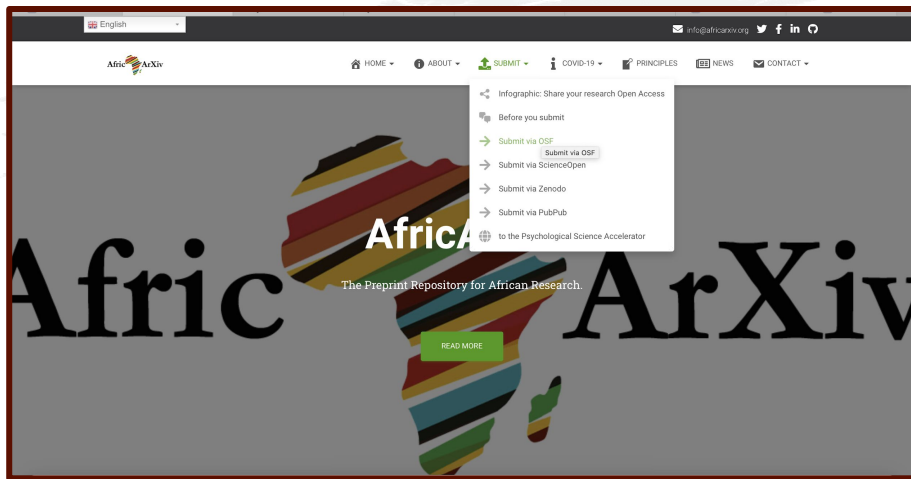 English
info@africarxiv.org
Afric ArXiv
HOME
ABOUT
SUBMIT
COVID-19
PRINCIPLES
NEWS
CONTACT
Infographic: Share your research Open Access
Before you submit
Submit via OSF
Submit via OSF
Submit via ScienceOpen
Submit via Zenodo
Submit via PubPub
to the Psychological Science Accelerator
Afric ArXiv
The Preprint Repository for African Research.
READ MORE